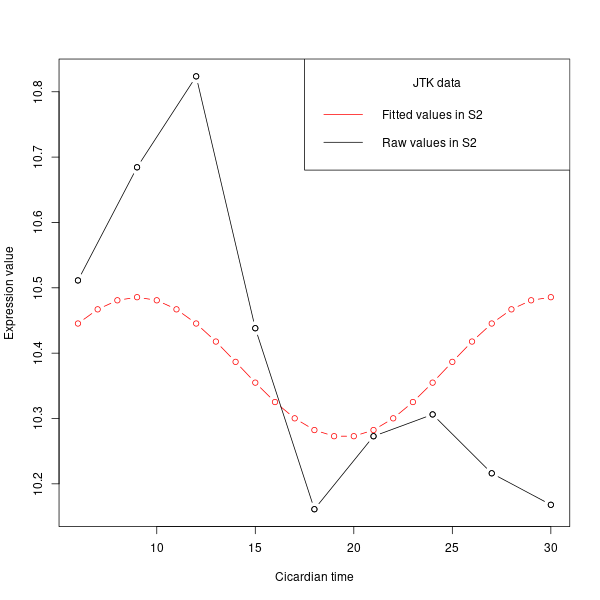 JTK data
Fitted values in S2
Raw values in S2
Expression value
10.8
10.7
10.6
10.5
10.4
10.3
10.2
10 15 20 25 30
Cicardian time